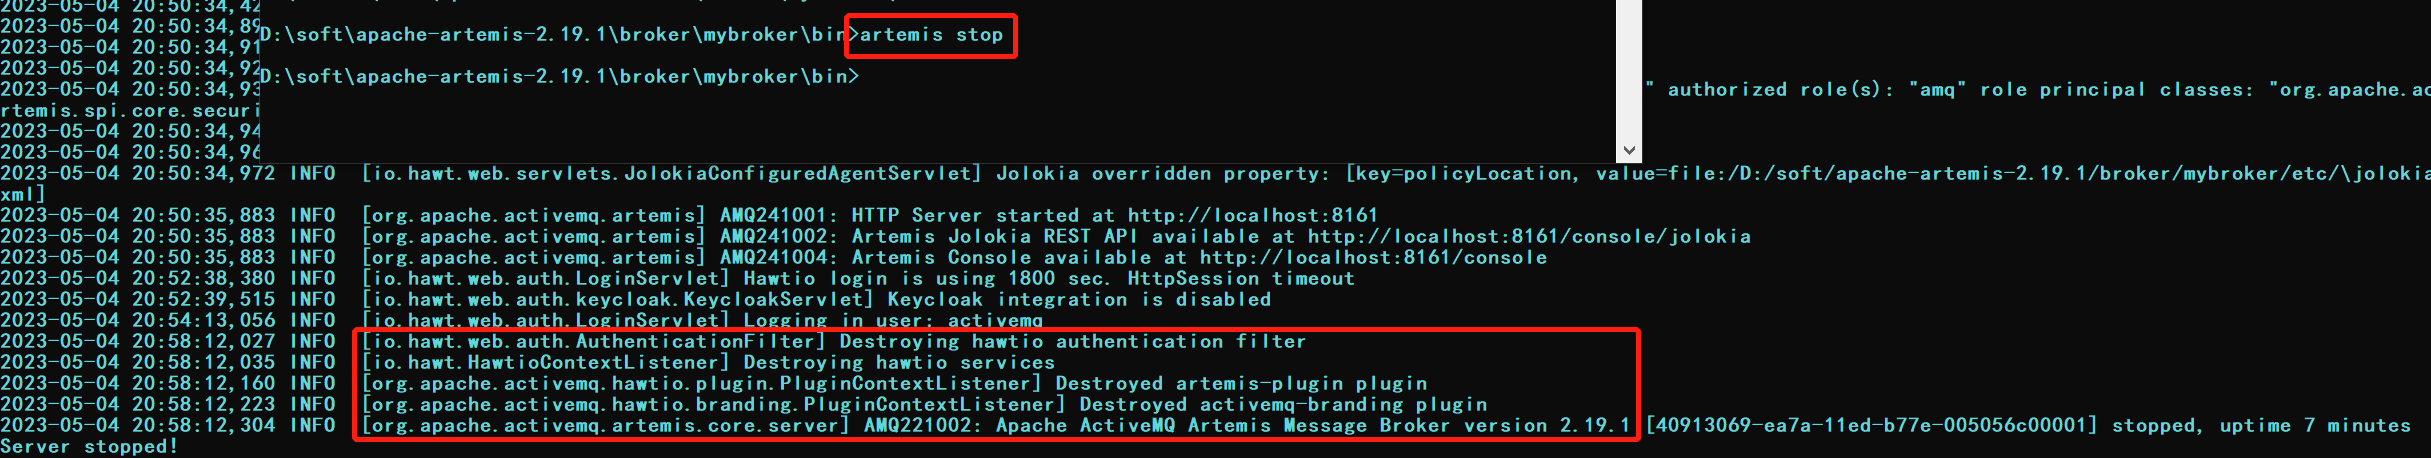 2023-05-04 20:50:34,42
2023-05-04 20:50:34,89
D:\soft\apache-artemis-2.19.1\broker\mybroker\bin>artemis stop
2023-05-04 20:50:34,91
2023-05-04 20:50:34,92
D:\soft\apache-artemis-2.19.1\broker\mybroker\bin>
2023-05-04 20:50:34,93 " authorized role(s): "amq" role principal classes: "org.apache.ac
rtemis.spi.core.securi
2023-05-04 20:50:34,94
2023-05-04 20:50:34,96
2023-05-04 20:50:34,972 INFO  [io.hawt.web.servlets.JolokiaConfiguredAgentServlet] Jolokia overridden property: [key=policyLocation, value=file:/D:/soft/apache-artemis-2.19.1/broker/mybroker/etc/\jolokia
xml]
2023-05-04 20:50:35,883 INFO  [org.apache.activemq.artemis] AMQ241001: HTTP Server started at http://localhost:8161
2023-05-04 20:50:35,883 INFO  [org.apache.activemq.artemis] AMQ241002: Artemis Jolokia REST API available at http://localhost:8161/console/jolokia
2023-05-04 20:50:35,883 INFO  [org.apache.activemq.artemis] AMQ241004: Artemis Console available at http://localhost:8161/console
2023-05-04 20:52:38,380 INFO  [io.hawt.web.auth.LoginServlet] Hawtio login is using 1800 sec. HttpSession timeout
2023-05-04 20:52:39,515 INFO  [io.hawt.web.auth.keycloak.KeycloakServlet] Keycloak integration is disabled
2023-05-04 20:54:13,056 INFO  [io.hawt.web.auth.LoginServlet] Logging in user: activemq
2023-05-04 20:58:12,027 INFO  [io.hawt.web.auth.AuthenticationFilter] Destroying hawtio authentication filter
2023-05-04 20:58:12,035 INFO  [io.hawt.HawtioContextListener] Destroying hawtio services
2023-05-04 20:58:12,160 INFO  [org.apache.activemq.hawtio.plugin.PluginContextListener] Destroyed artemis-plugin plugin
2023-05-04 20:58:12,223 INFO  [org.apache.activemq.hawtio.branding.PluginContextListener] Destroyed activemq-branding plugin
2023-05-04 20:58:12,304 INFO  [org.apache.activemq.artemis.core.server] AMQ221002: Apache ActiveMQ Artemis Message Broker version 2.19.1 [40913069-ea7a-11ed-b77e-005056c00001] stopped, uptime 7 minutes
Server stopped!